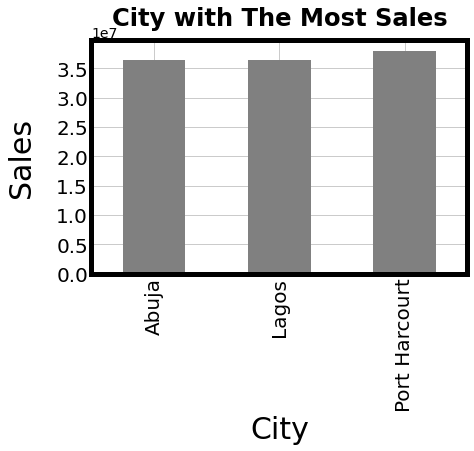 City with The Most Sales
1e7
3.5
3.0
2.5
2.0
1.5
1.0
0.5
0.0
Sales
Abuja
Lagos
Port Harcourt
City